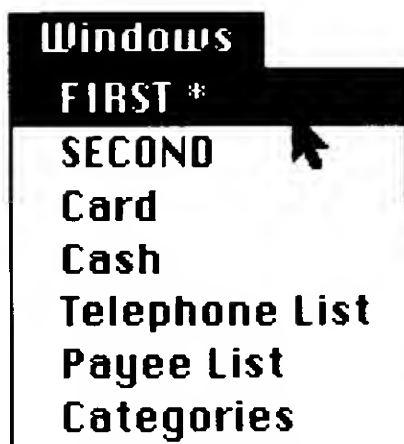 Windows
FIRST *
SECOND
Card
Cash
Telephone List
Payee List
Categories